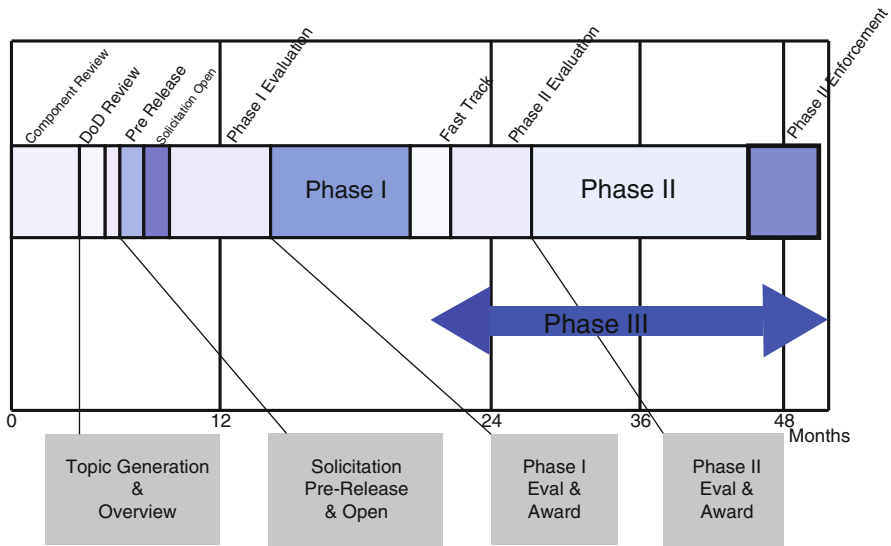 Component Review
DoD Review
Pre Release
Solicitation Open
Phase I Evaluation
Fast Track
Phase II Evaluation
Phase II Enforcement
Phase I
Phase II
Phase III
0
12
24
36
48
Months
Topic Generation
&
Overview
Solicitation
Pre-Release
& Open
Phase I
Eval &
Award
Phase II
Eval &
Award